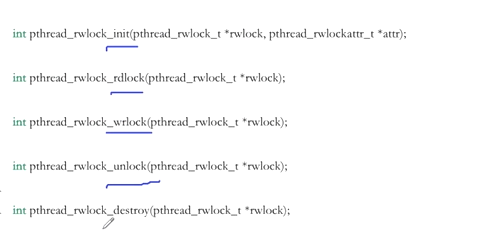 int pthread_rwlock_init(pthread_rwlock_t *rwlock, pthread_rwlockattr_t *attr);
int pthread_rwlock_rdlock(pthread_rwlock_t *rwlock);
int pthread_rwlock_wrlock(pthread_rwlock_t *rwlock);
int pthread_rwlock_unlock(pthread_rwlock_t *rwlock);
int pthread_rwlock_destroy(pthread_rwlock_t *rwlock);